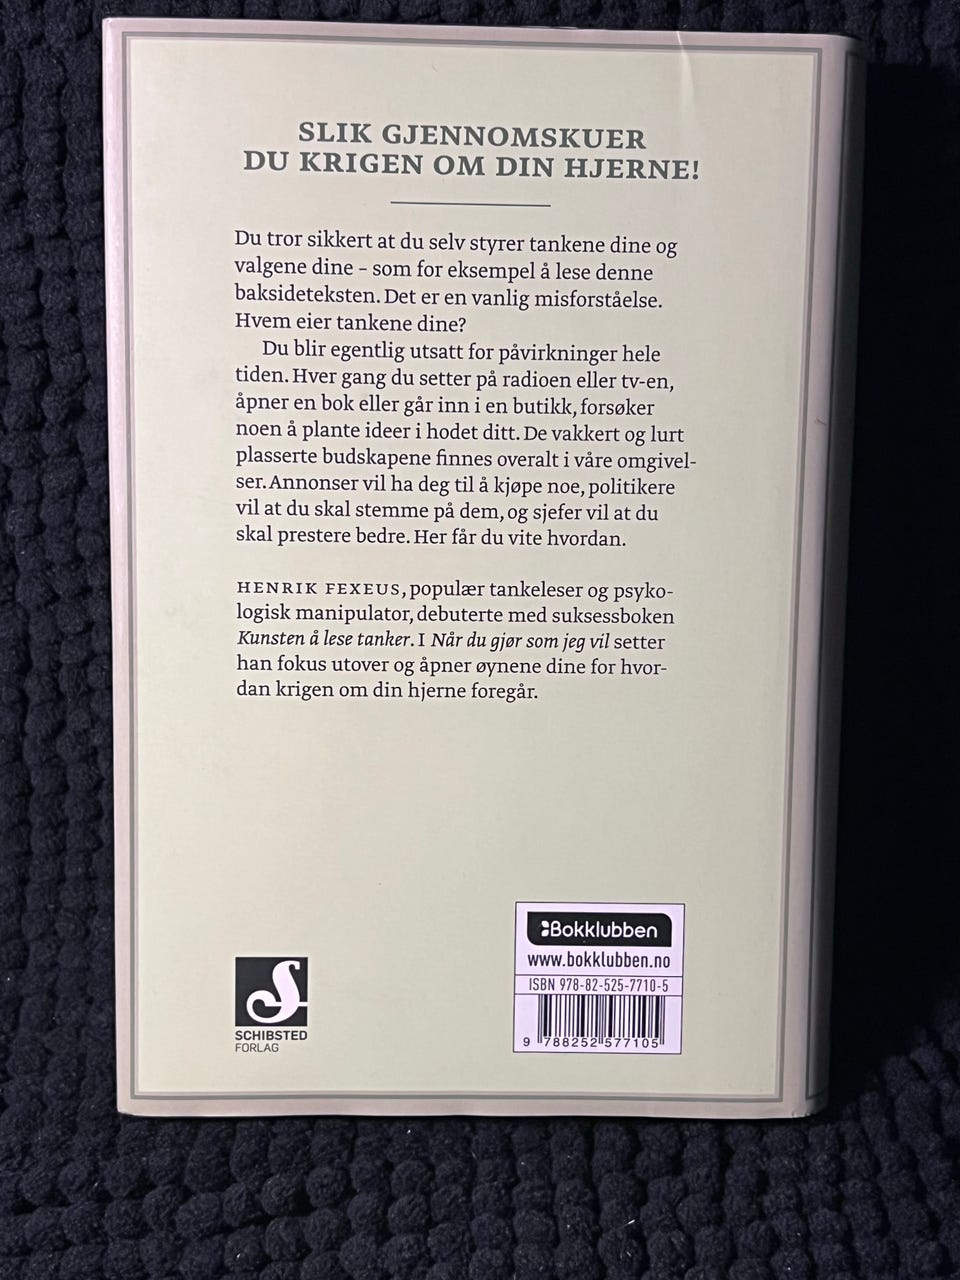 SLIK GJENNOMSKUER
DU KRIGEN OM DIN HJERNE!
Du tror sikkert at du selv styrer tankene dine og
valgene dine – som for eksempel å lese denne
baksideteksten. Det er en vanlig misforståelse.
Hvem eier tankene dine?
Du blir egentlig utsatt for påvirkninger hele
tiden. Hver gang du setter på radioen eller tv-en,
åpner en bok eller går inn i en butikk, forsøker
noen å plante ideer i hodet ditt. De vakkert og lurt
plasserte budskapene finnes overalt i våre omgivel-
ser. Annonser vil ha deg til å kjøpe noe, politikere
vil at du skal stemme på dem, og sjefer vil at du
skal prestere bedre. Her får du vite hvordan.
HENRIK FEXEUS, populær tankeleser og psyko-
logisk manipulator, debuterte med suksessboken
Kunsten å lese tanker. I Når du gjør som jeg vil setter
han fokus utover og åpner øynene dine for hvor-
dan krigen om din hjerne foregår.
S
SCHIBSTED
FORLAG
Bokklubben
www.bokklubben.no
ISBN 978-82-525-7710-5
9 788252 577105